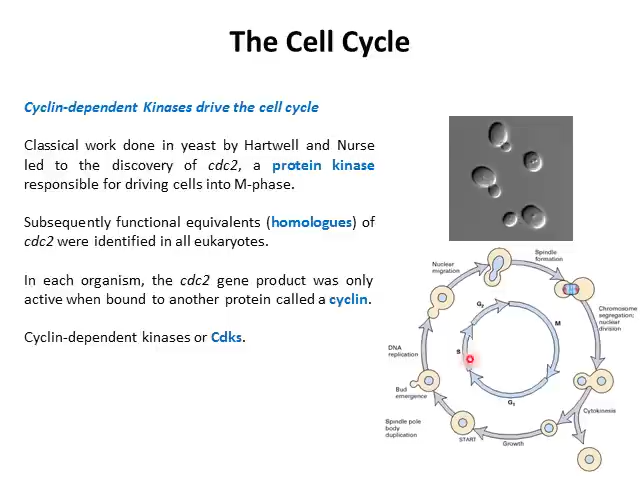 The Cell Cycle
Cyclin-dependent Kinases drive the cell cycle
Classical work done in yeast by Hartwell and Nurse
led to the discovery of cdc2, a protein kinase
responsible for driving cells into M-phase.
Subsequently functional equivalents (homologues) of
cdc2 were identified in all eukaryotes.
In each organism, the cdc2 gene product was only
active when bound to another protein called a cyclin.
Cyclin-dependent kinases or Cdks.
Spindle
formation
Nuclear
migration
Chromosome
segregation;
nuclear
division
G₂
M
S
G₁
DNA
replication
Bud
emergence
Cytokinesis
Spindle pole
body
duplication
START
Growth